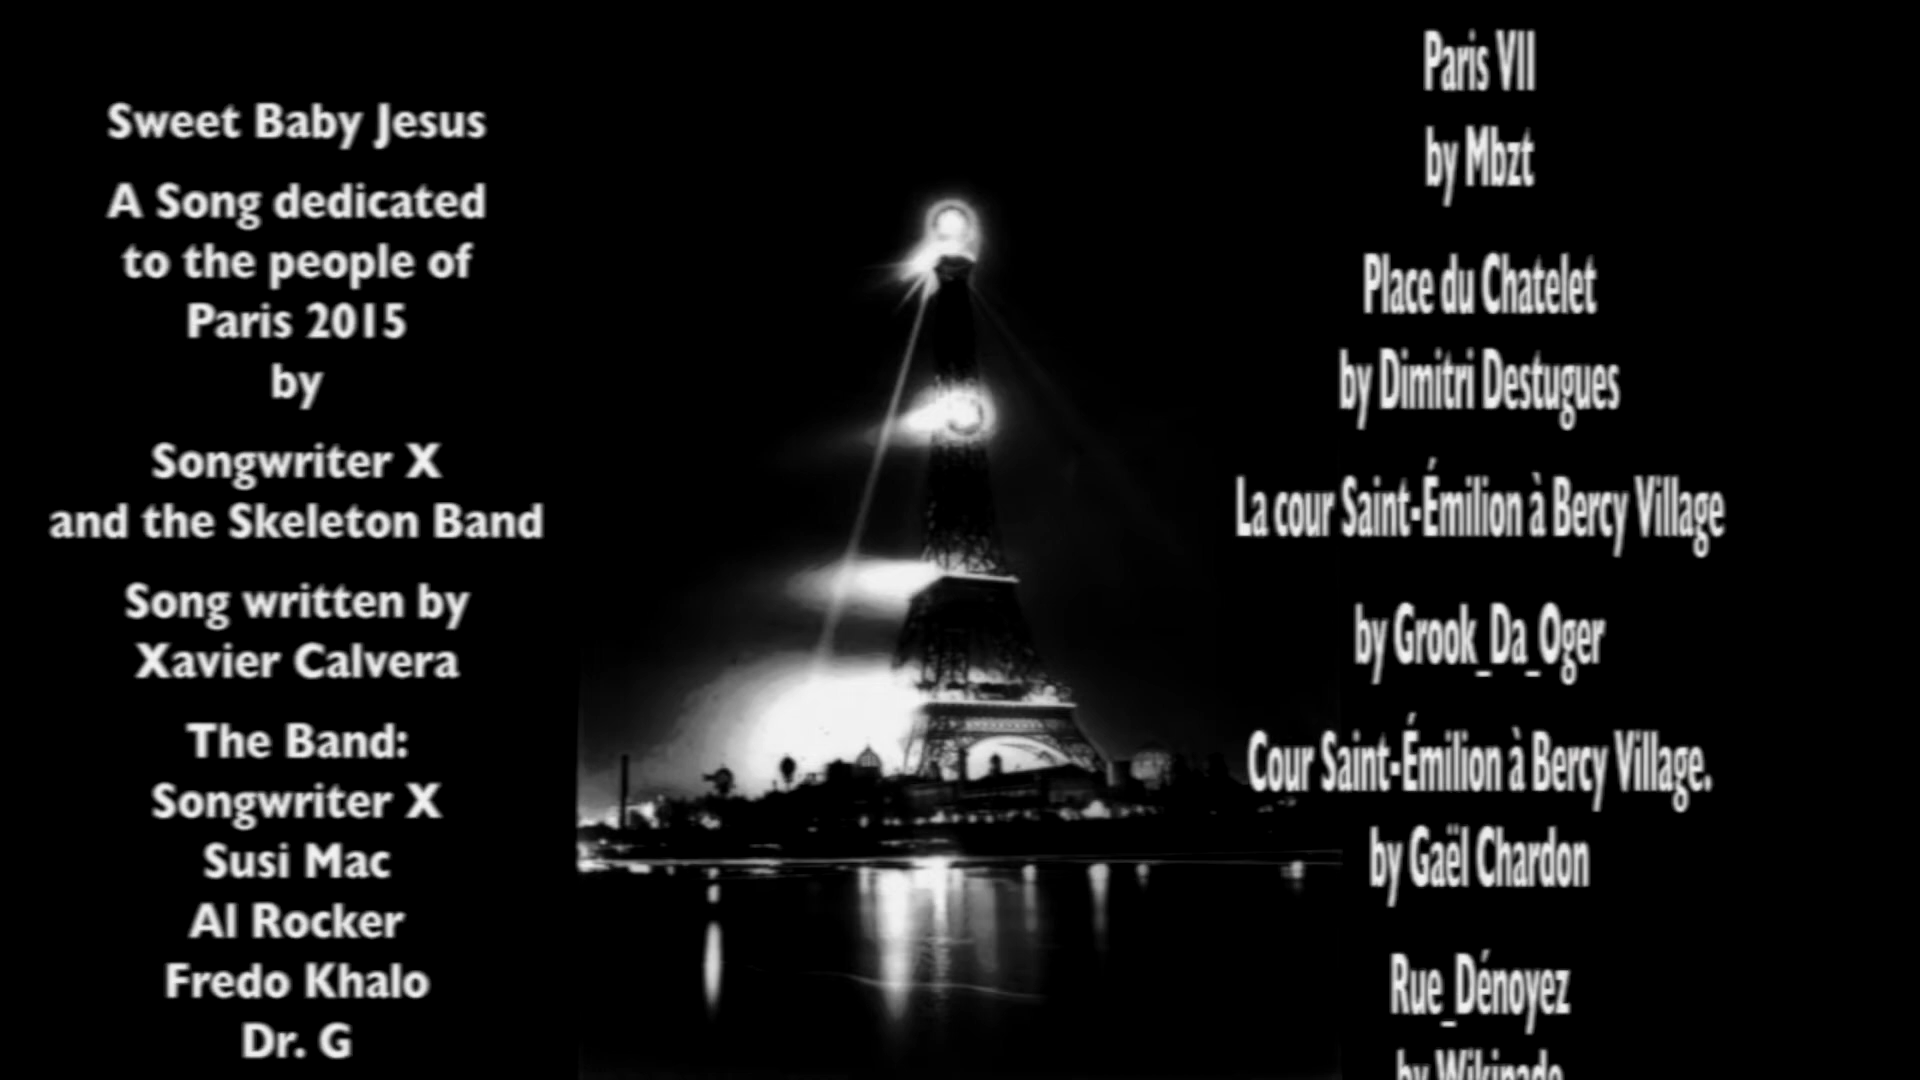 Sweet Baby Jesus
A Song dedicated
to the people of
Paris 2015
by
Songwriter X
and the Skeleton Band
Song written by
Xavier Calvera
The Band:
Songwriter X
Susi Mac
Al Rocker
Fredo Khalo
Dr. G
Paris VII
by Mbzt
Place du Chatelet
by Dimitri Destugues
La cour Saint-Émilion à Bercy Village
by Grook_Da_Oger
Cour Saint-Émilion à Bercy Village.
by Gaël Chardon
Rue_Dénoyez
by